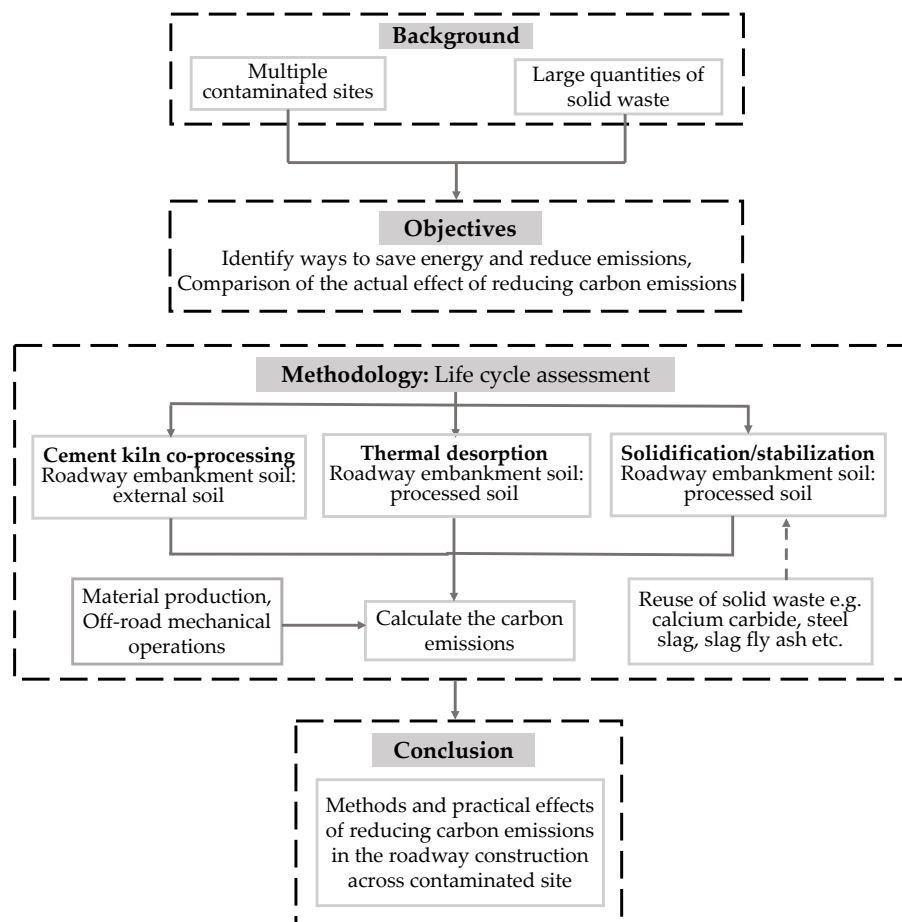 Background
Multiple
contaminated sites
Large quantities of
solid waste
Objectives
Identify ways to save energy and reduce emissions,
Comparison of the actual effect of reducing carbon emissions
Methodology: Life cycle assessment
Cement kiln co-processing
Roadway embankment soil:
external soil
Thermal desorption
Roadway embankment soil:
processed soil
Solidification/stabilization
Roadway embankment soil:
processed soil
Material production,
Off-road mechanical
operations
Calculate the carbon
emissions
Reuse of solid waste e.g.
calcium carbide, steel
slag, slag fly ash etc.
Conclusion
Methods and practical effects
of reducing carbon emissions
in the roadway construction
across contaminated site